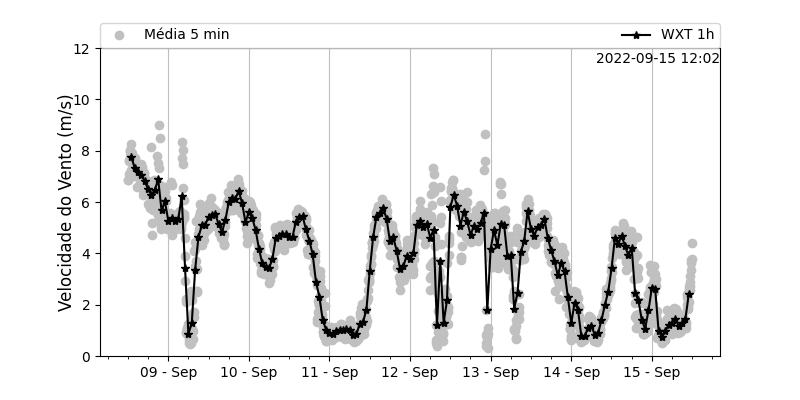 Média 5 min
WXT 1h
2022-09-15 12:02
Velocidade do Vento (m/s)
12
10
8
6
4
2
0
09 - Sep
10 - Sep
11 - Sep
12 - Sep
13 - Sep
14 - Sep
15 - Sep